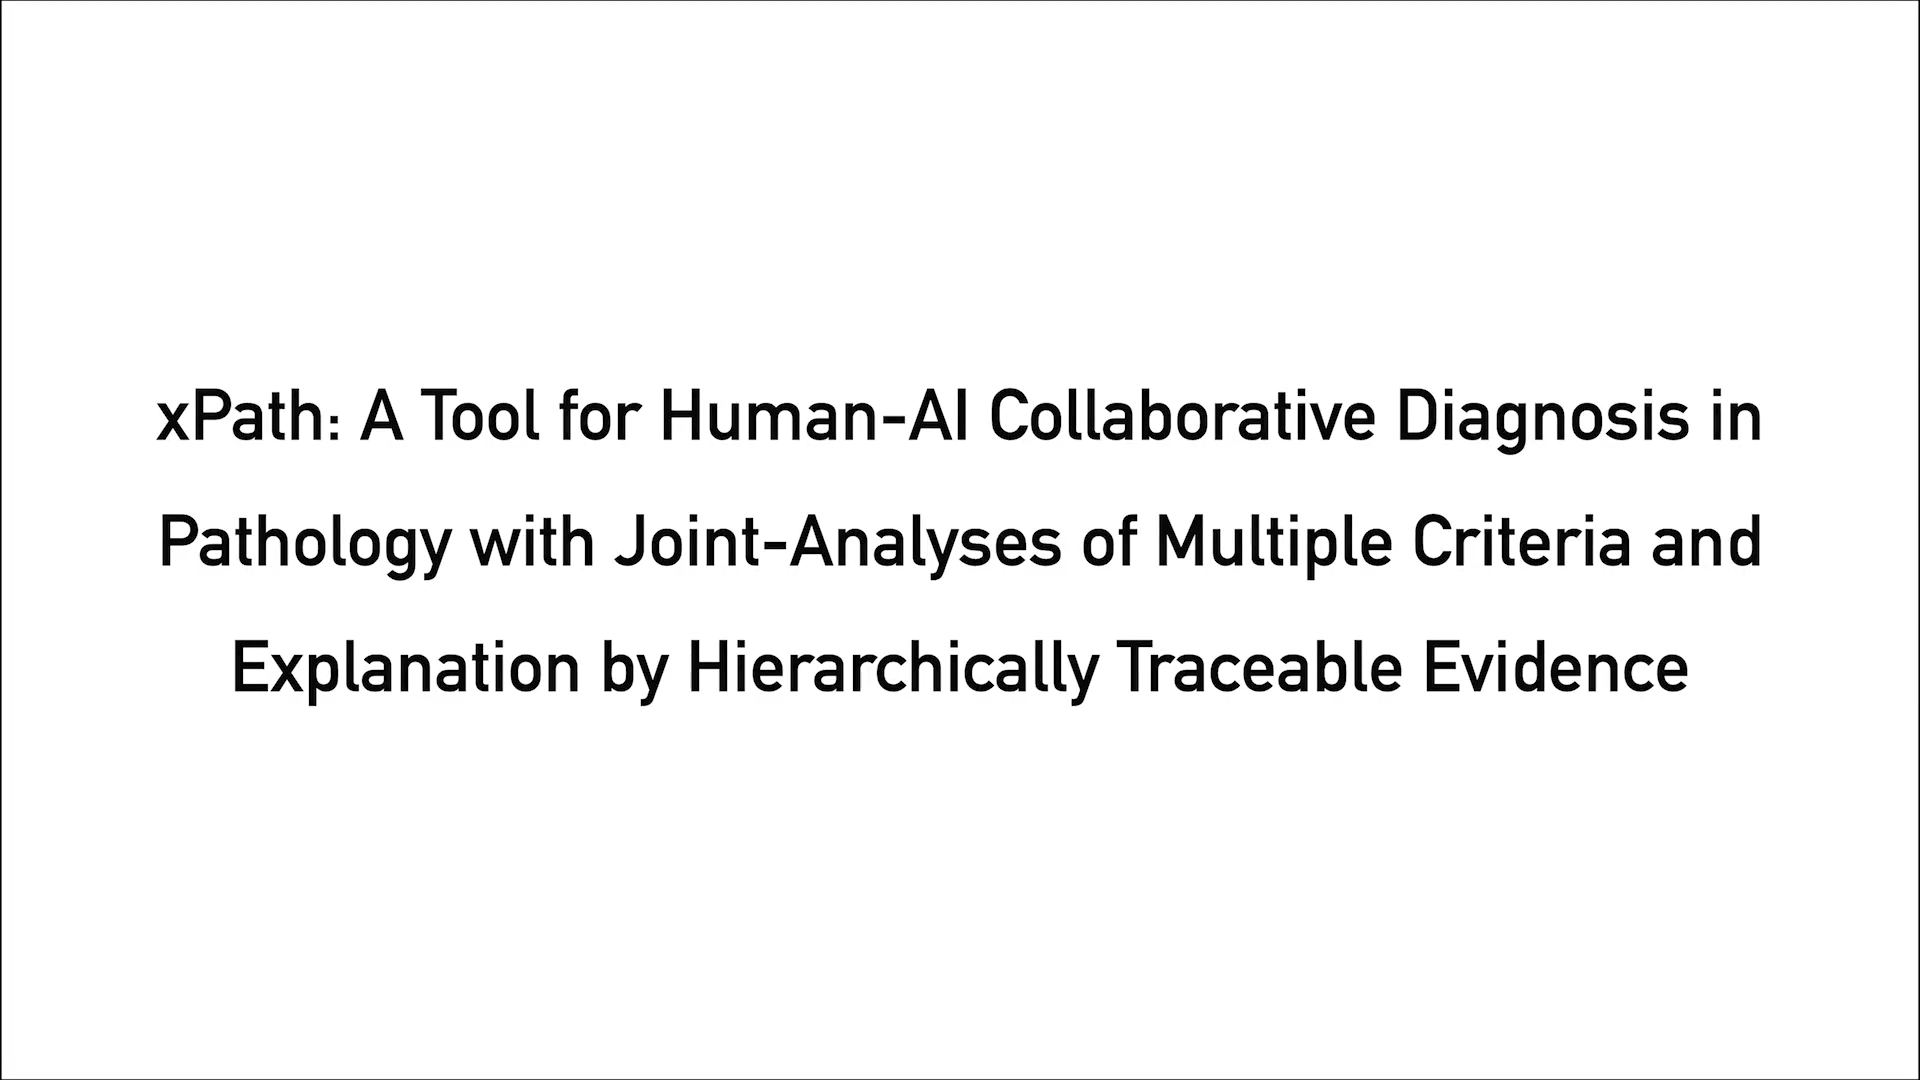 xPath: A Tool for Human-AI Collaborative Diagnosis in
Pathology with Joint-Analyses of Multiple Criteria and
Explanation by Hierarchically Traceable Evidence